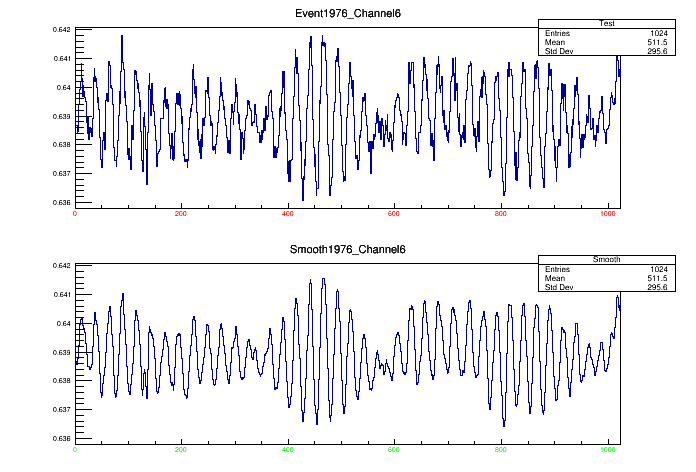 Event1976_Channel6
Test
Entries 1024
Mean 511.5
Std Dev 295.6
0.642
0.641
0.64
0.639
0.638
0.637
0.636
0 200 400 600 800 1000
Smooth1976_Channel6
Smooth
Entries 1024
Mean 511.5
Std Dev 295.6
0.642
0.641
0.64
0.639
0.638
0.637
0.636
0 200 400 600 800 1000